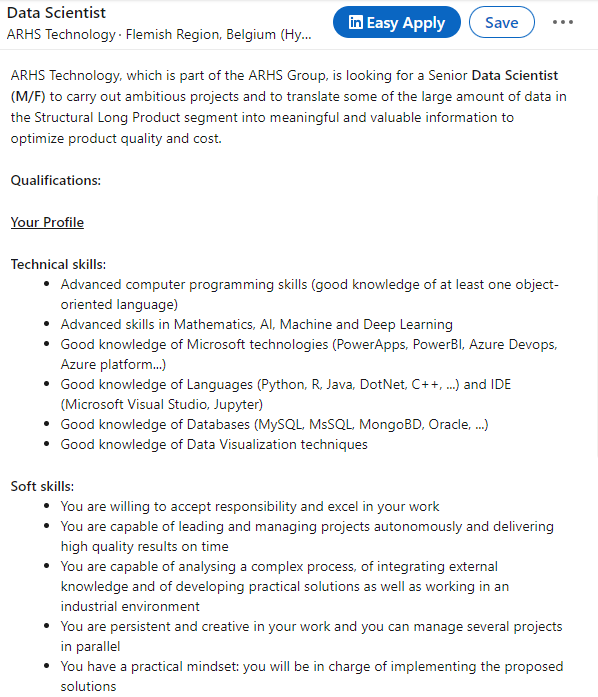 Data Scientist
ARHS Technology · Flemish Region, Belgium (Hy...
in Easy Apply
Save
ARHS Technology, which is part of the ARHS Group, is looking for a Senior Data Scientist
(M/F) to carry out ambitious projects and to translate some of the large amount of data in
the Structural Long Product segment into meaningful and valuable information to
optimize product quality and cost.
Qualifications:
Your Profile
Technical skills:
• Advanced computer programming skills (good knowledge of at least one object-
oriented language)
• Advanced skills in Mathematics, AI, Machine and Deep Learning
• Good knowledge of Microsoft technologies (PowerApps, PowerBI, Azure Devops,
Azure platform...)
• Good knowledge of Languages (Python, R, Java, DotNet, C++, ...) and IDE
(Microsoft Visual Studio, Jupyter)
• Good knowledge of Databases (MySQL, MsSQL, MongoBD, Oracle, ...)
• Good knowledge of Data Visualization techniques
Soft skills:
• You are willing to accept responsibility and excel in your work
• You are capable of leading and managing projects autonomously and delivering
high quality results on time
• You are capable of analysing a complex process, of integrating external
knowledge and of developing practical solutions as well as working in an
industrial environment
• You are persistent and creative in your work and you can manage several projects
in parallel
• You have a practical mindset: you will be in charge of implementing the proposed
solutions